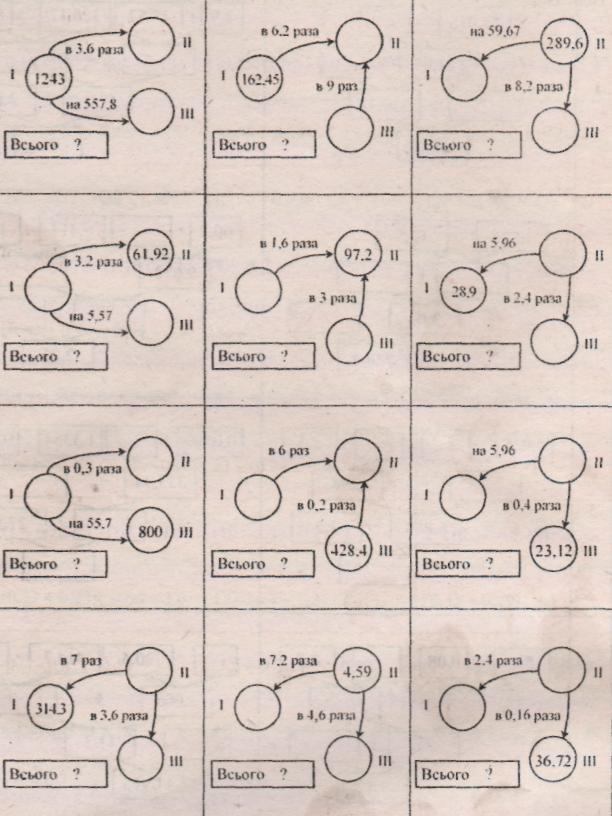 в 3,6 раза
II
I
1243
на 557,8
III
Всього ?
в 6,2 раза
II
I
162,45
в 9 раз
III
Всього ?
на 59,67
289,6
II
I
в 8,2 раза
III
Всього ?
61,92
II
в 3,2 раза
I
на 5,57
III
Всього ?
в 1,6 раза
97,2
II
I
в 3 раза
III
Всього ?
на 5,96
II
I
28,9
в 2,4 раза
III
Всього ?
II
в 0,3 раза
I
на 55,7
800
III
Всього ?
в 6 раз
II
I
в 0,2 раза
428,4
III
Всього ?
на 5,96
II
I
в 0,4 раза
23,12
III
Всього ?
в 7 раз
II
I
314,3
в 3,6 раза
III
Всього ?
в 7,2 раза
4,59
II
I
в 4,6 раза
III
Всього ?
в 2,4 раза
II
I
в 0,16 раза
36,72
III
Всього ?